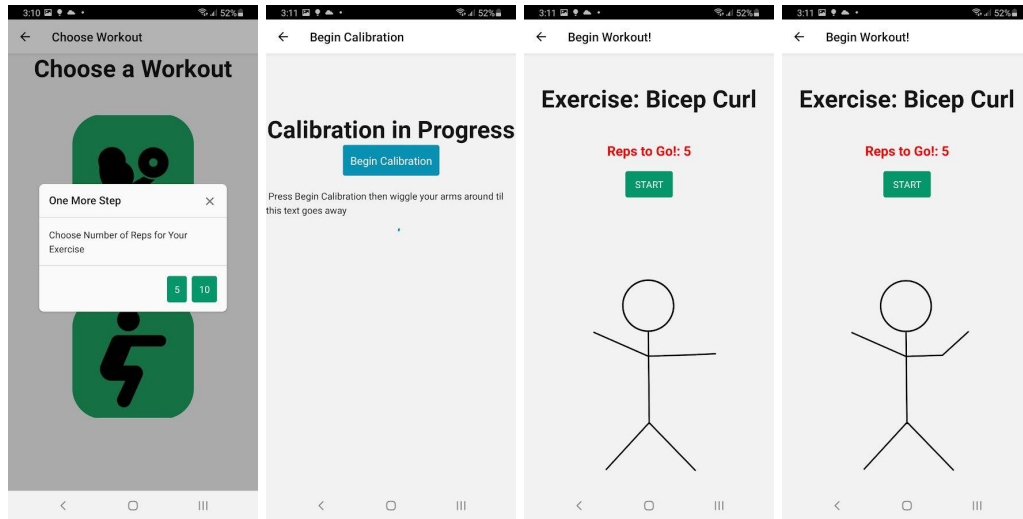 3:10 52%
Choose Workout
Choose a Workout
One More Step
Choose Number of Reps for Your
Exercise
5 10
3:11 52%
Begin Calibration
Calibration in Progress
Begin Calibration
Press Begin Calibration then wiggle your arms around til
this text goes away
3:11 52%
Begin Workout!
Exercise: Bicep Curl
Reps to Go!: 5
START
3:11 52%
Begin Workout!
Exercise: Bicep Curl
Reps to Go!: 5
START